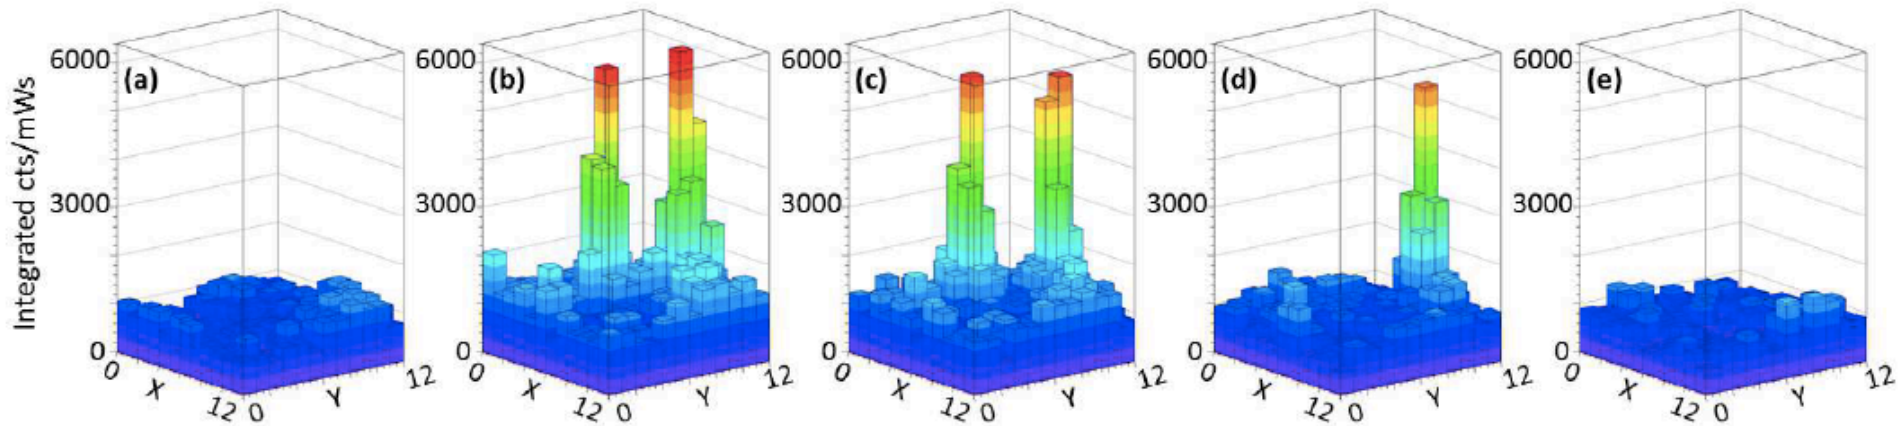 Integrated cts/mWs
6000 (a) 6000 (b) 6000 (c) 6000 (d) 6000 (e)
3000 3000 3000 3000 3000
0 0 0 0 0
0 X 12 0 Y 12 0 X 12 0 Y 12 0 X 12 0 Y 12 0 X 12 0 Y 12 0 X 12 0 Y 12